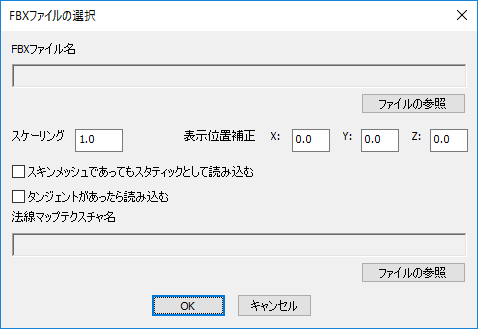 FBXファイルの選択
FBXファイル名
ファイルの参照
スケーリング 1.0 表示位置補正 X: 0.0 Y: 0.0 Z: 0.0
スキンメッシュであってもスタティックとして読み込む
タンジェントがあったら読み込む
法線マップテクスチャ名
ファイルの参照
OK キャンセル